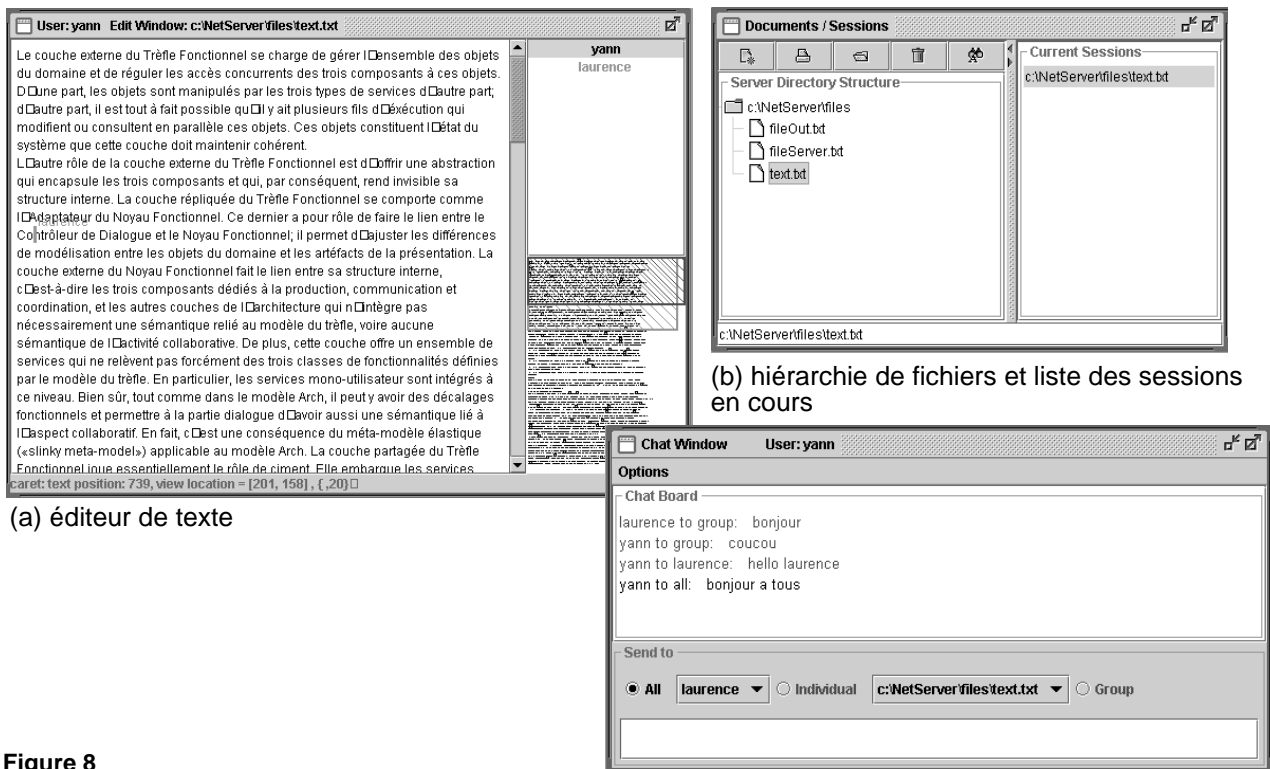 User: yann Edit Window: c:\NetServer\files\text.txt
Le couche externe du Trèfle Fonctionnel se charge de gérer l□ensemble des objets
du domaine et de réguler les accès concurrents des trois composants à ces objets.
D□une part, les objets sont manipulés par les trois types de services d□autre part;
d□autre part, il est tout à fait possible qu□il y ait plusieurs fils d□éxécution qui
modifient ou consultent en parallèle ces objets. Ces objets constituent l□état du
système que cette couche doit maintenir cohérent.
L□autre rôle de la couche externe du Trèfle Fonctionnel est d□offrir une abstraction
qui encapsule les trois composants et qui, par conséquent, rend invisible sa
structure interne. La couche répliquée du Trèfle Fonctionnel se comporte comme
l□Adaptateur du Noyau Fonctionnel. Ce dernier a pour rôle de faire le lien entre le
laurence
Contrôleur de Dialogue et le Noyau Fonctionnel; il permet d□ajuster les différences
de modélisation entre les objets du domaine et les artéfacts de la présentation. La
couche externe du Noyau Fonctionnel fait le lien entre sa structure interne,
c□est-à-dire les trois composants dédiés à la production, communication et
coordination, et les autres couches de l□architecture qui n□intègre pas
nécessairement une sémantique relié au modèle du trèfle, voire aucune
sémantique de l□activité collaborative. De plus, cette couche offre un ensemble de
services qui ne relèvent pas forcément des trois classes de fonctionnalités définies
par le modèle du trèfle. En particulier, les services mono-utilisateur sont intégrés à
ce niveau. Bien sûr, tout comme dans le modèle Arch, il peut y avoir des décalages
fonctionnels et permettre à la partie dialogue d□avoir aussi une sémantique lié à
l□aspect collaboratif. En fait, c□est une conséquence du méta-modèle élastique
(«slinky meta-model») applicable au modèle Arch. La couche partagée du Trèfle
Fonctionnel joue essentiellement le rôle de ciment. Elle embarque les services
yann
laurence
caret: text position: 739, view location = [201, 158] , { ,20}□
(a) éditeur de texte
Documents / Sessions
Server Directory Structure
c:\NetServer\files
fileOut.txt
fileServer.txt
text.txt
Current Sessions
c:\NetServer\files\text.txt
c:\NetServer\files\text.txt
(b) hiérarchie de fichiers et liste des sessions
en cours
Chat Window User: yann
Options
Chat Board
laurence to group: bonjour
yann to group: coucou
yann to laurence: hello laurence
yann to all: bonjour a tous
Send to
All laurence Individual c:\NetServer\files\text.txt Group
Figure 8